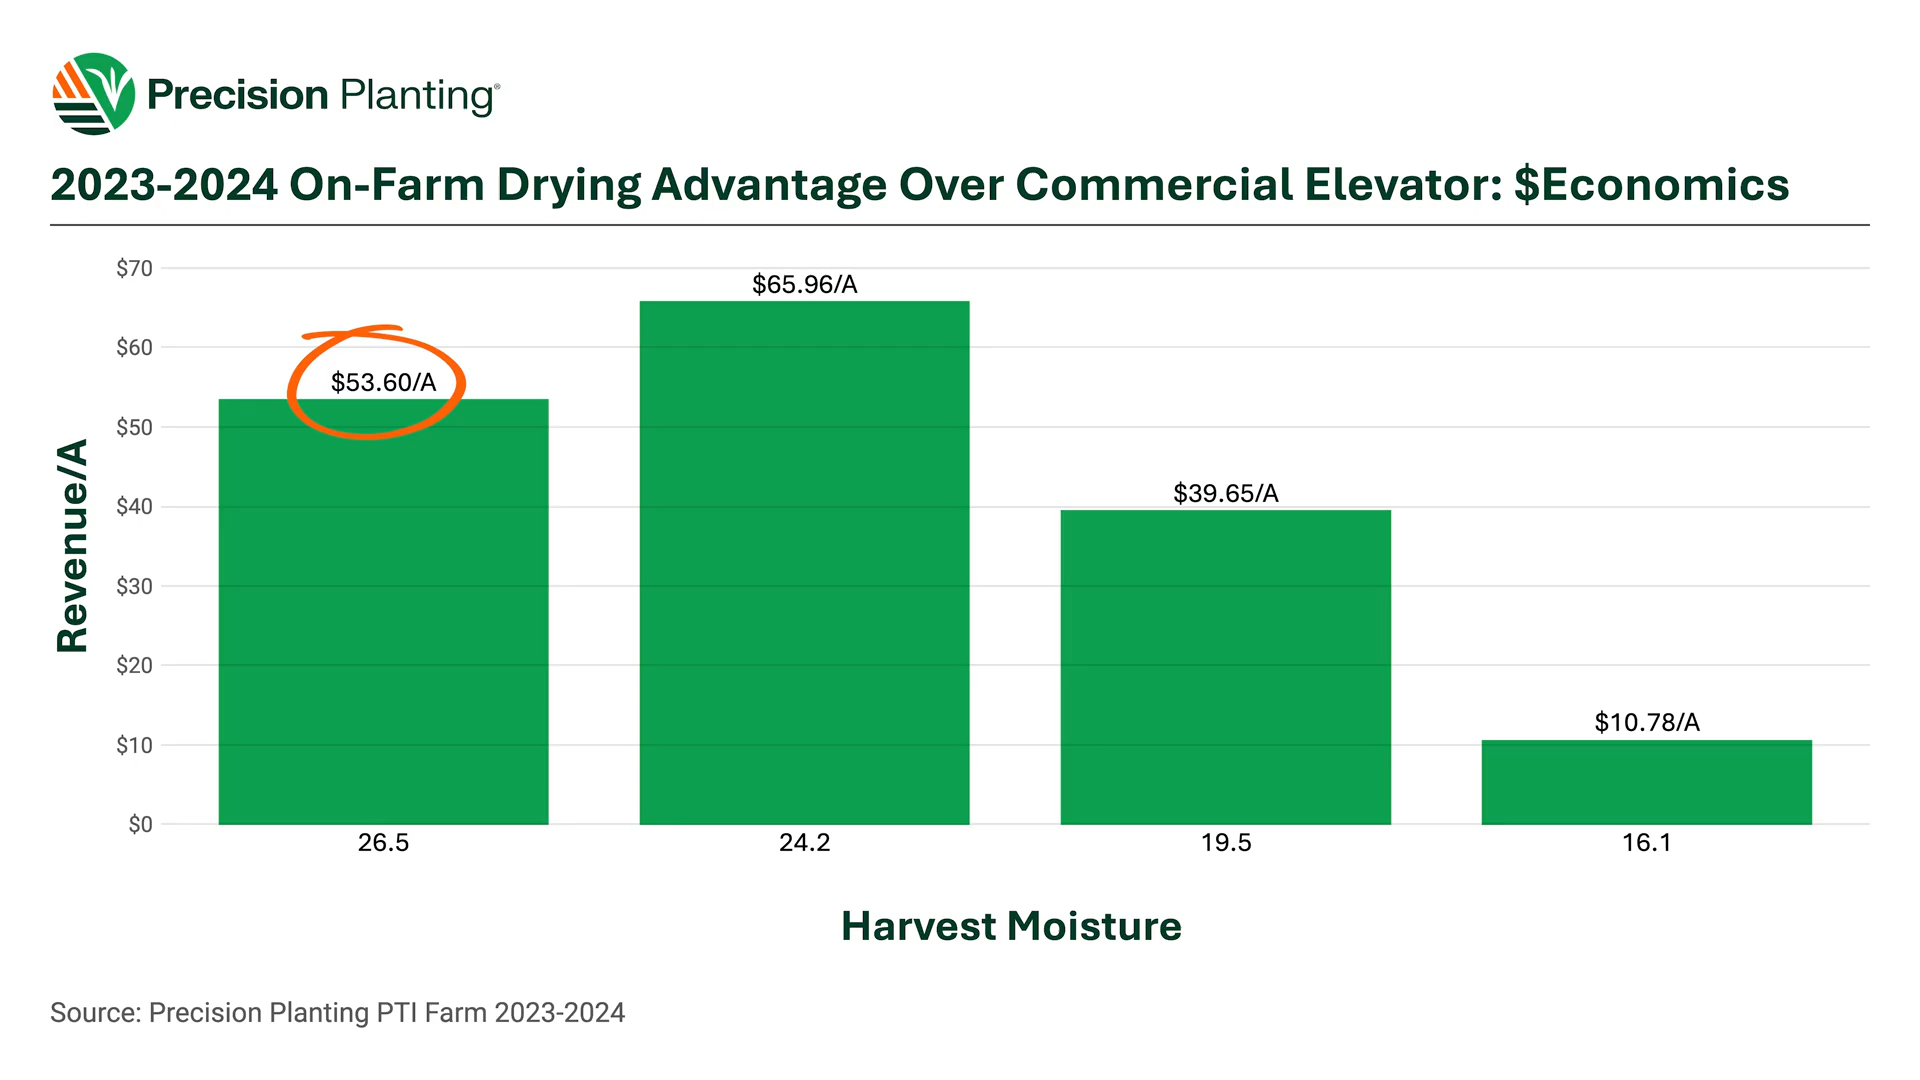 Precision Planting®
2023-2024 On-Farm Drying Advantage Over Commercial Elevator: $Economics
Revenue/A
$70
$60
$50
$40
$30
$20
$10
$0
$53.60/A
$65.96/A
$39.65/A
$10.78/A
26.5
24.2
19.5
16.1
Harvest Moisture
Source: Precision Planting PTI Farm 2023-2024